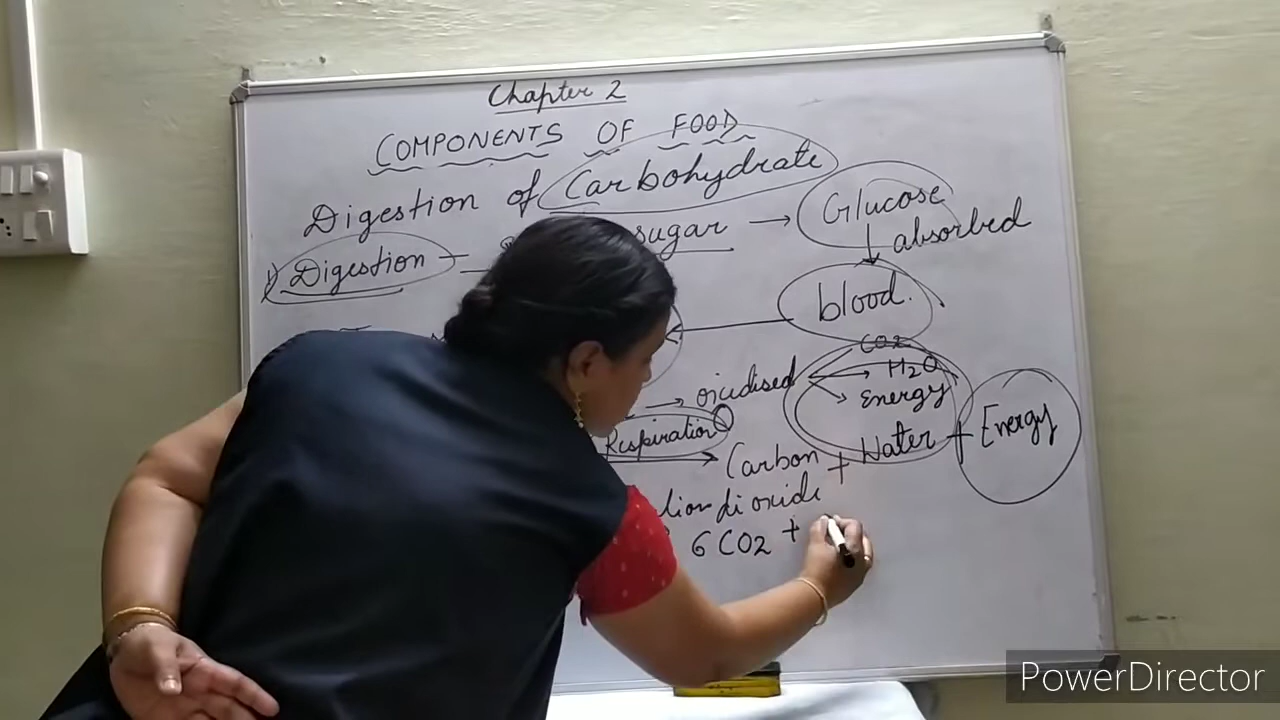 Chapter 2
COMPONENTS OF FOOD
Digestion of Carbohydrate
1) Digestion — sugar → Glucose
↓ absorbed
blood.
CO2
→ oxidised → H2O
Energy
Respiration → Carbon + Water + Energy
dioxide
6 CO2 +
PowerDirector